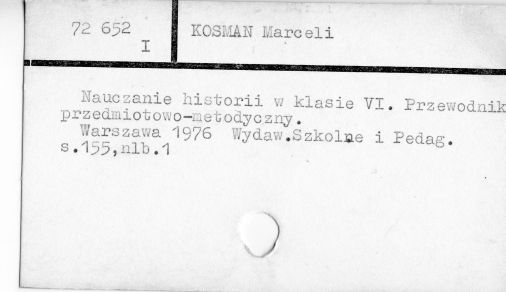 72 652
I
KOSMAN Marceli
Nauczanie historii w klasie VI. Przewodnik
przedmiotowo-metodyczny.
Warszawa 1976 Wydaw.Szkolne i Pedag.
s.155,nlb.1